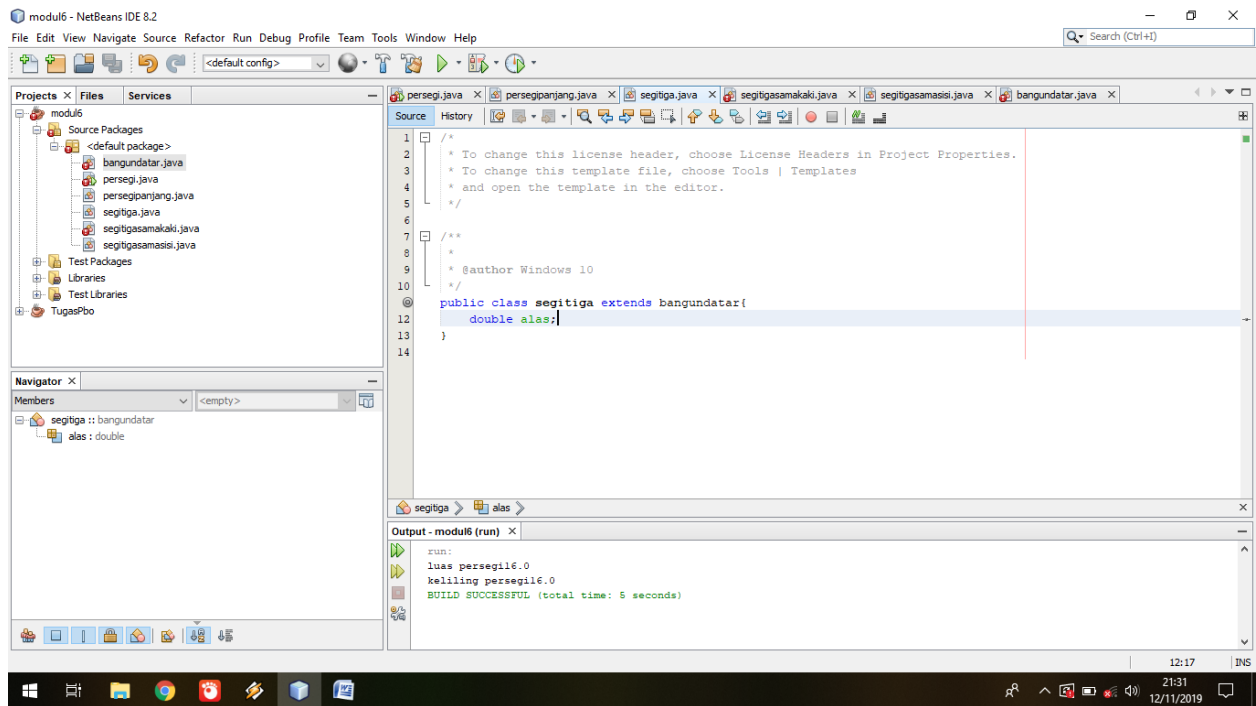 modul6 - NetBeans IDE 8.2
File Edit View Navigate Source Refactor Run Debug Profile Team Tools Window Help
Search (Ctrl+I)
<default config>
Projects Files Services
modul6
Source Packages
<default package>
bangundatar.java
persegi.java
persegipanjang.java
segitiga.java
segitigasamakaki.java
segitigasamasisi.java
Test Packages
Libraries
Test Libraries
TugasPbo
Navigator
Members <empty>
segitiga :: bangundatar
alas : double
persegi.java persegipanjang.java segitiga.java segitigasamakaki.java segitigasamasisi.java bangundatar.java
Source History
1 /*
2 * To change this license header, choose License Headers in Project Properties.
3 * To change this template file, choose Tools | Templates
4 * and open the template in the editor.
5 */
6
7 /**
8 *
9 * @author Windows 10
10 */
public class segitiga extends bangundatar{
12 double alas;
13 }
14
segitiga alas
Output - modul6 (run)
run:
luas persegi16.0
keliling persegi16.0
BUILD SUCCESSFUL (total time: 5 seconds)
12:17 INS
21:31
12/11/2019